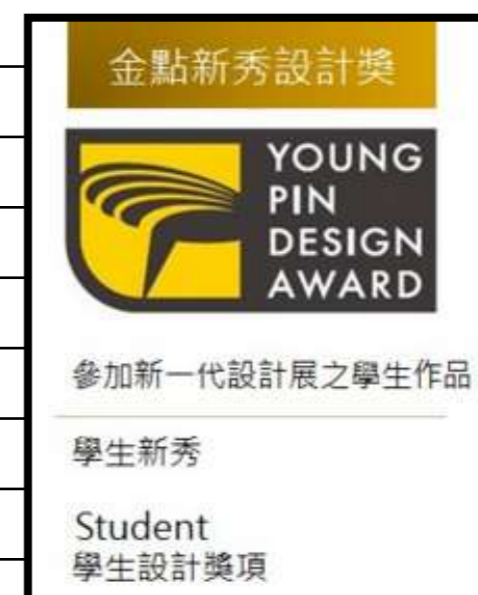 金點新秀設計獎
YOUNG
PIN
DESIGN
AWARD
參加新一代設計展之學生作品
學生新秀
Student
學生設計獎項